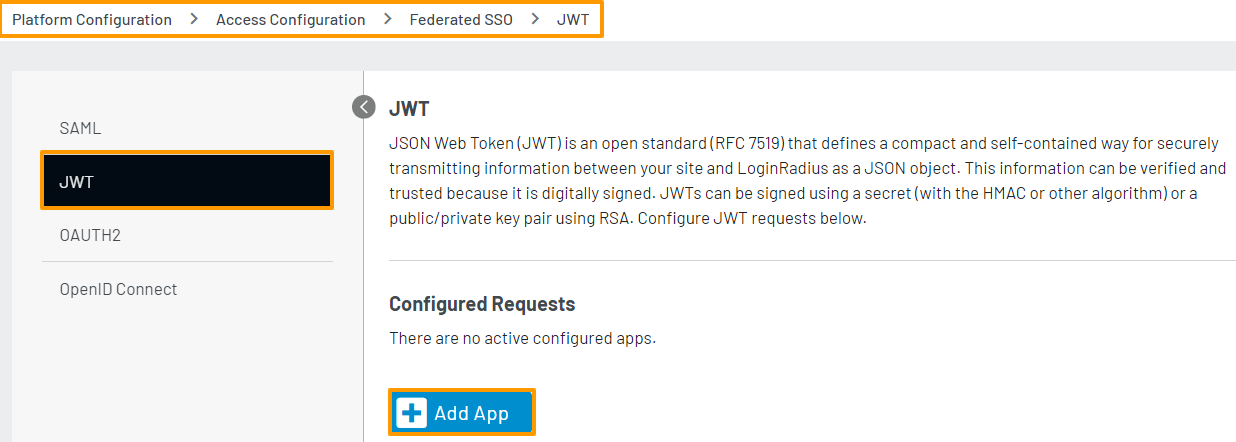 Platform Configuration > Access Configuration > Federated SSO > JWT
SAML
JWT
OAUTH2
OpenID Connect
JWT
JSON Web Token (JWT) is an open standard (RFC 7519) that defines a compact and self-contained way for securely
transmitting information between your site and LoginRadius as a JSON object. This information can be verified and
trusted because it is digitally signed. JWTs can be signed using a secret (with the HMAC or other algorithm) or a
public/private key pair using RSA. Configure JWT requests below.
Configured Requests
There are no active configured apps.
Add App